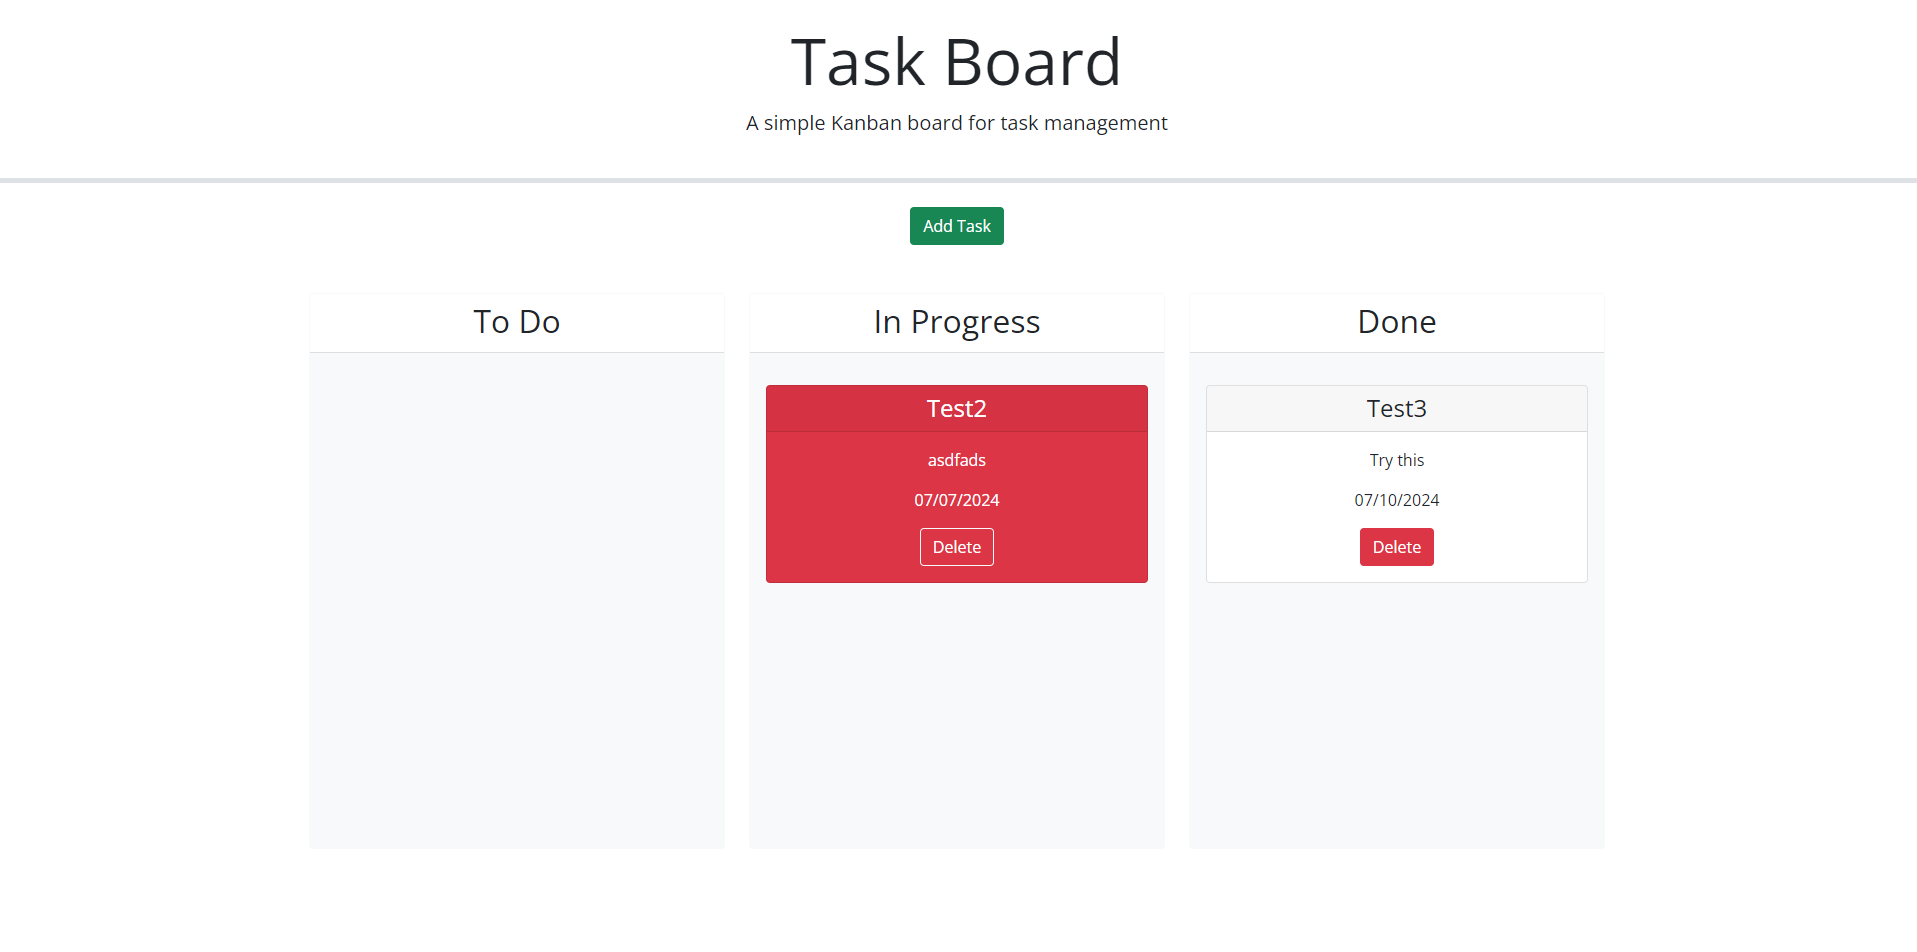 Task Board
A simple Kanban board for task management
Add Task
To Do
In Progress
Test2
asdfads
07/07/2024
Delete
Done
Test3
Try this
07/10/2024
Delete